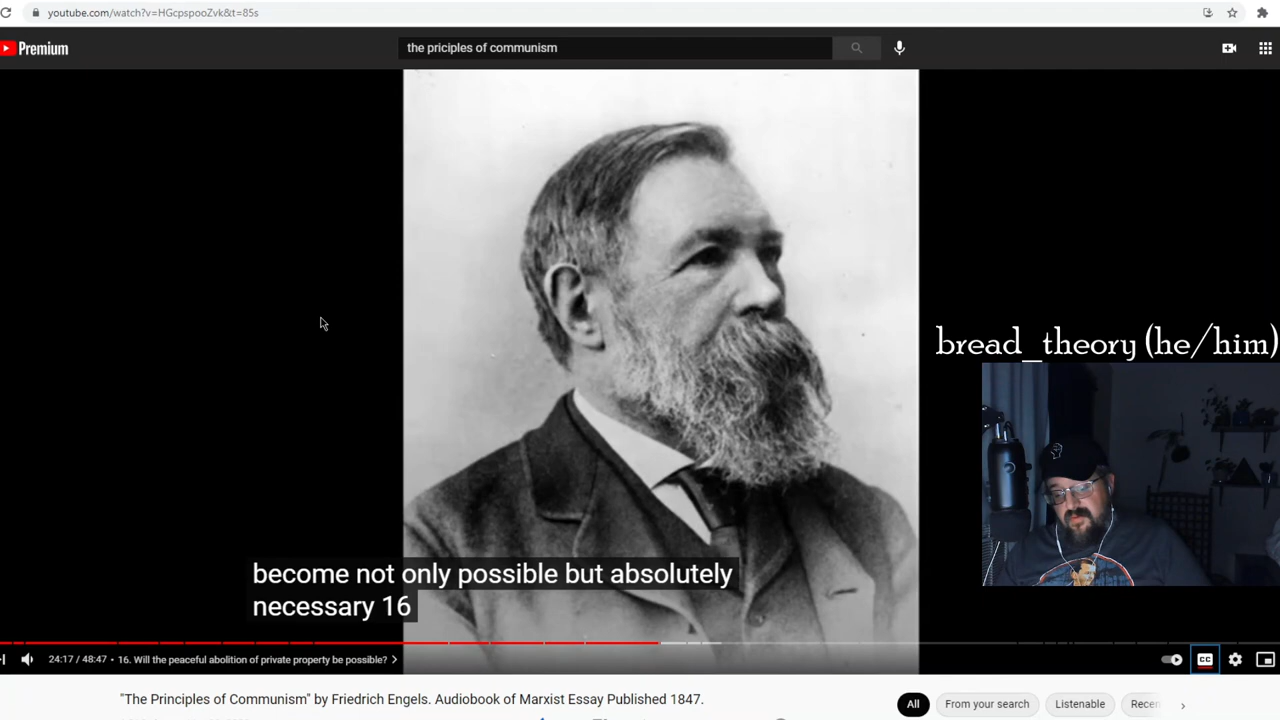 youtube.com/watch?v=HGcpspooZvk&t=85s
Premium
the priciples of communism
bread_theory (he/him)
become not only possible but absolutely
necessary 16
24:17 / 48:47 • 16. Will the peaceful abolition of private property be possible?
"The Principles of Communism" by Friedrich Engels. Audiobook of Marxist Essay Published 1847.
All
From your search
Listenable